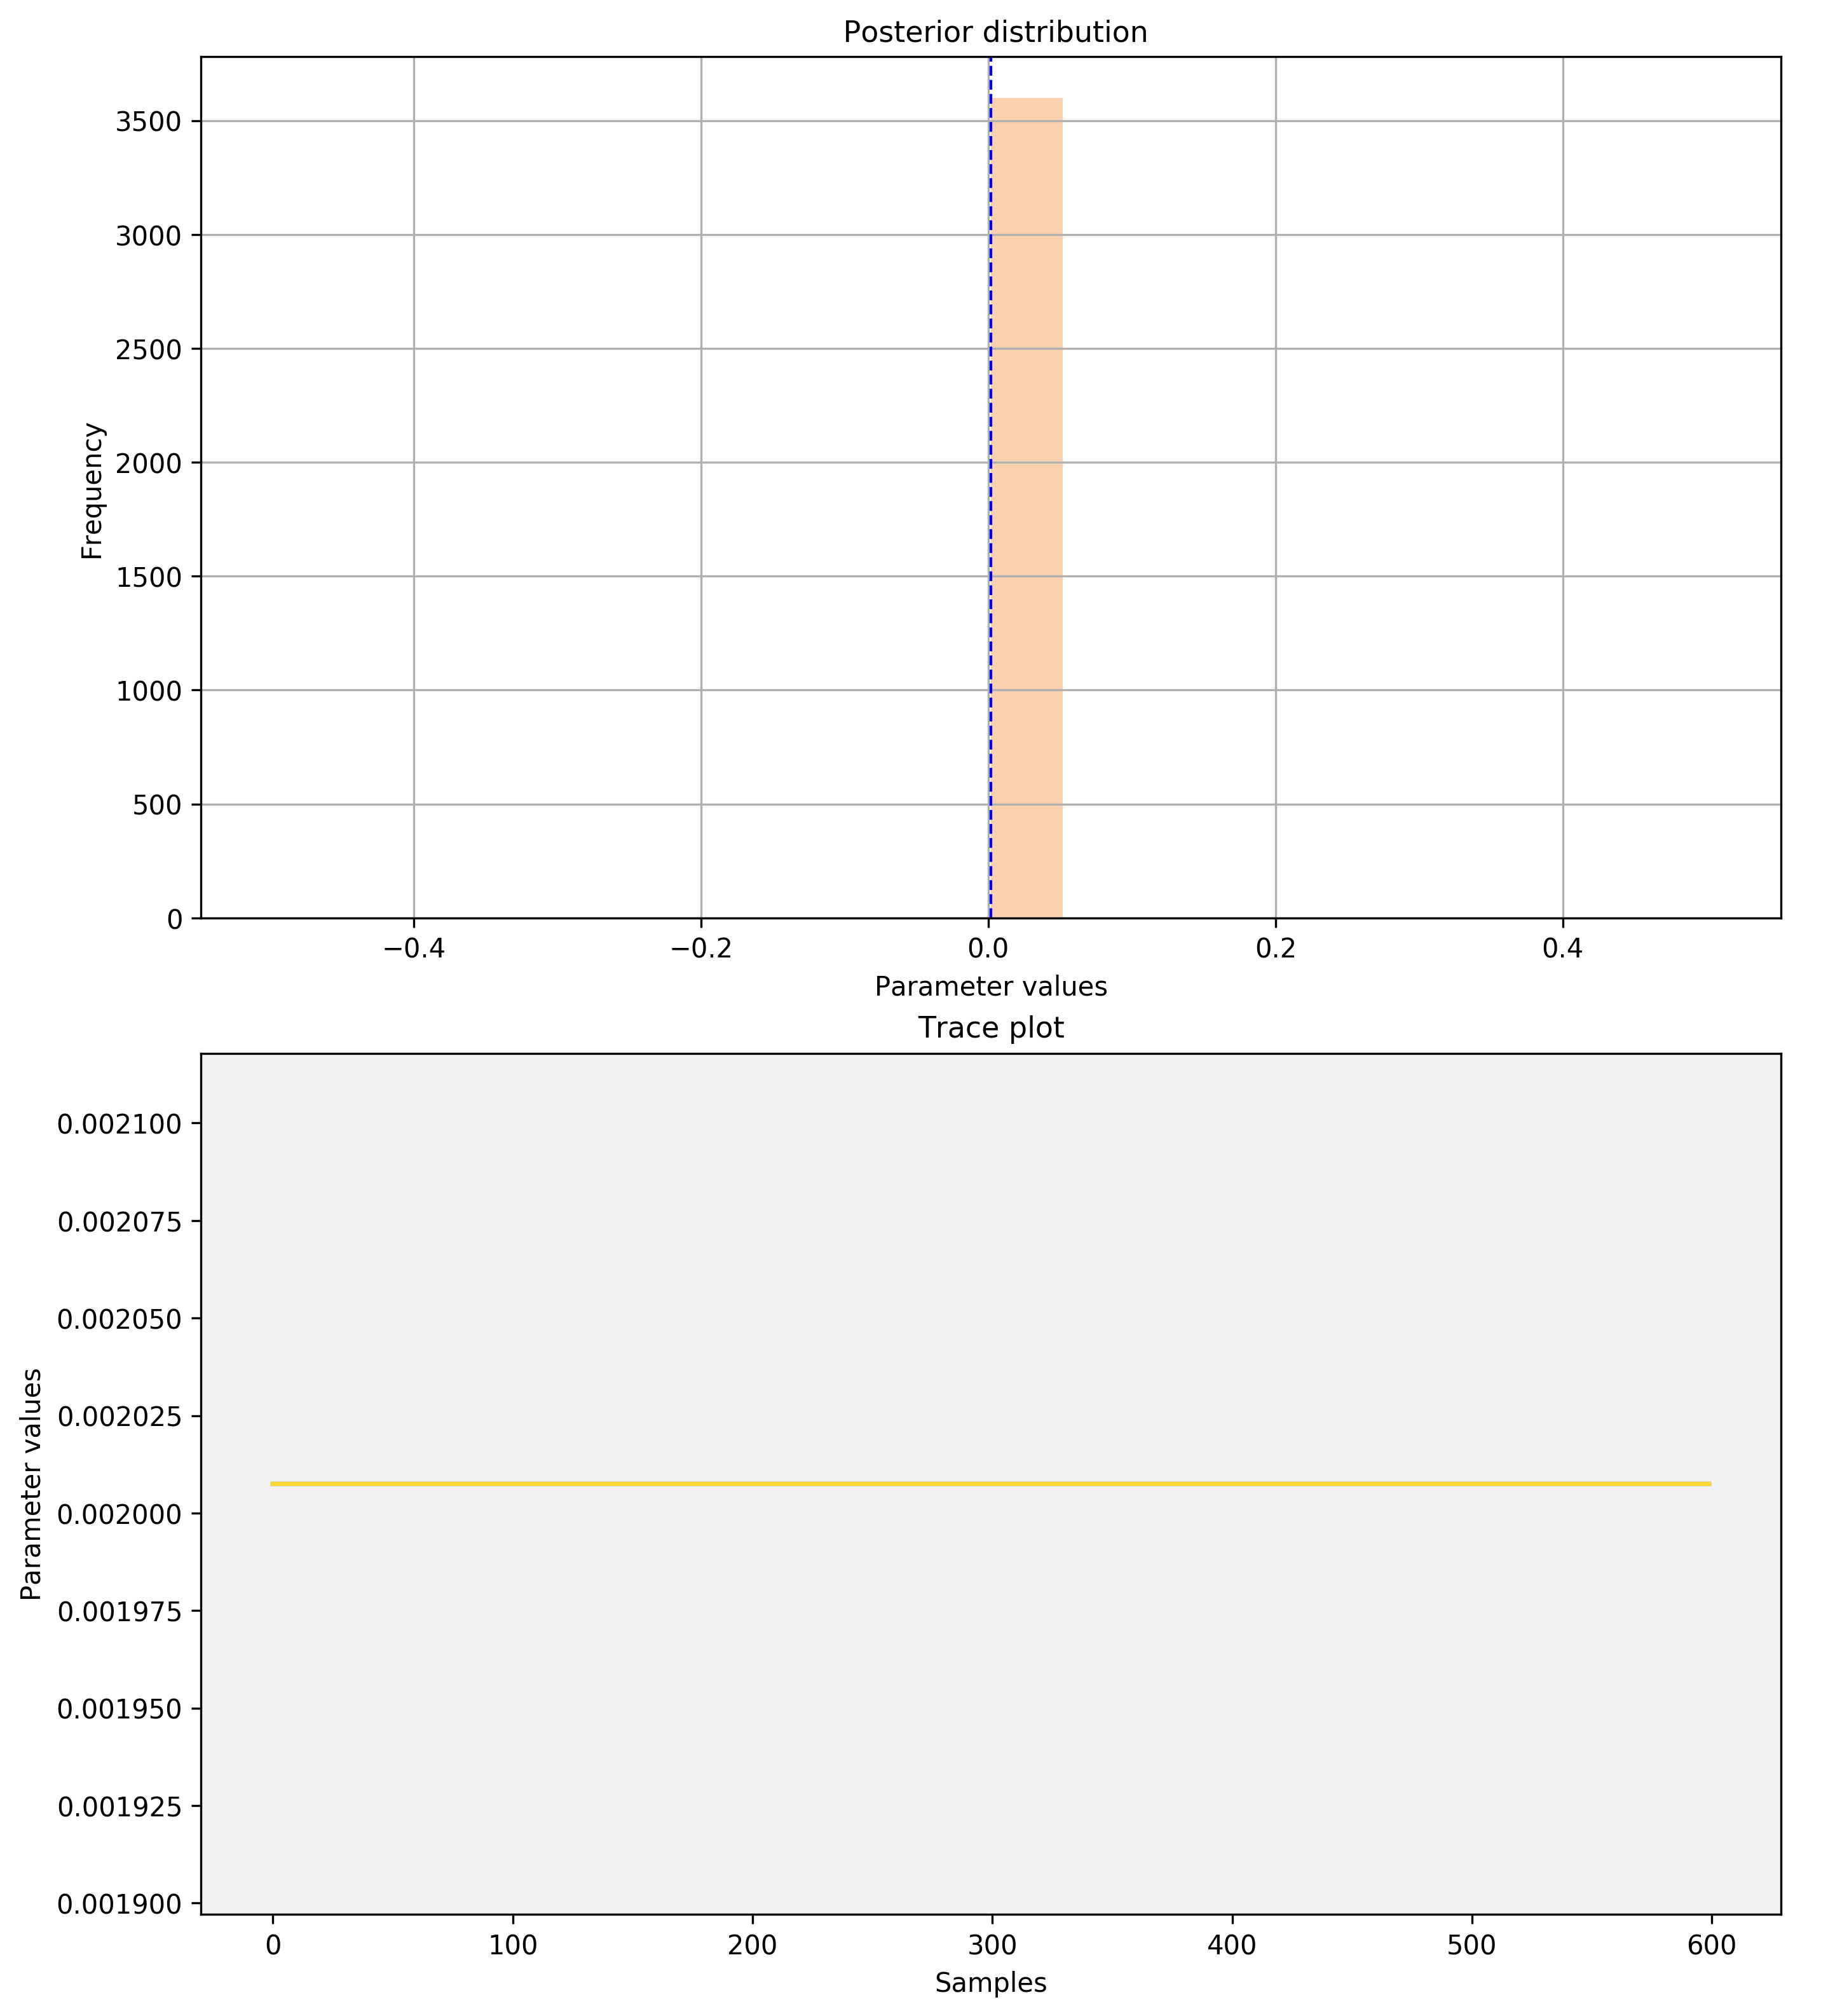 Posterior distribution
3500
3000
2500
2000
1500
1000
500
0
Frequency
−0.4 −0.2 0.0 0.2 0.4
Parameter values
Trace plot
0.002100
0.002075
0.002050
0.002025
0.002000
0.001975
0.001950
0.001925
0.001900
Parameter values
0 100 200 300 400 500 600
Samples